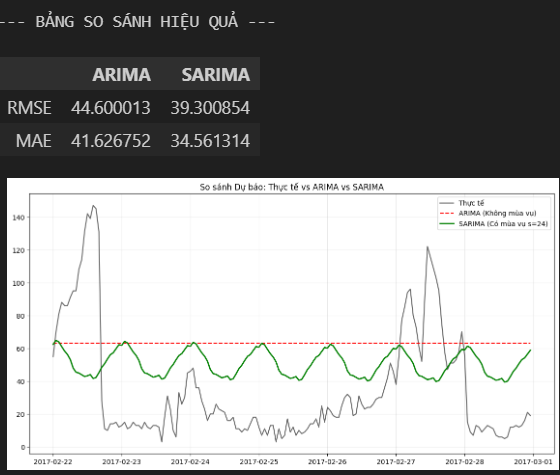 --- BẢNG SO SÁNH HIỆU QUẢ ---
ARIMA SARIMA
RMSE 44.600013 39.300854
MAE 41.626752 34.561314
So sánh Dự báo: Thực tế vs ARIMA vs SARIMA
Thực tế
ARIMA (Không mùa vụ)
SARIMA (Có mùa vụ s=24)
140
120
100
80
60
40
20
0
2017-02-22 2017-02-23 2017-02-24 2017-02-25 2017-02-26 2017-02-27 2017-02-28 2017-03-01